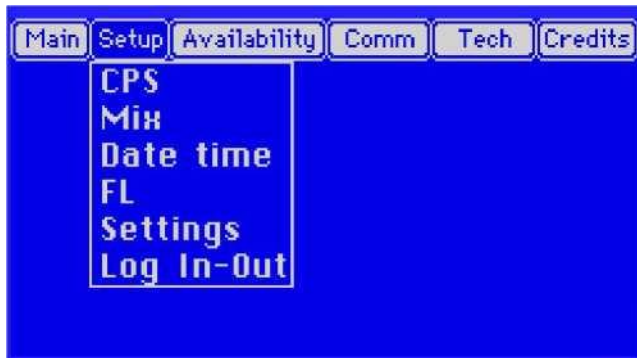 Main Setup Availability Comm Tech Credits
CPS
Mix
Date time
FL
Settings
Log In-Out